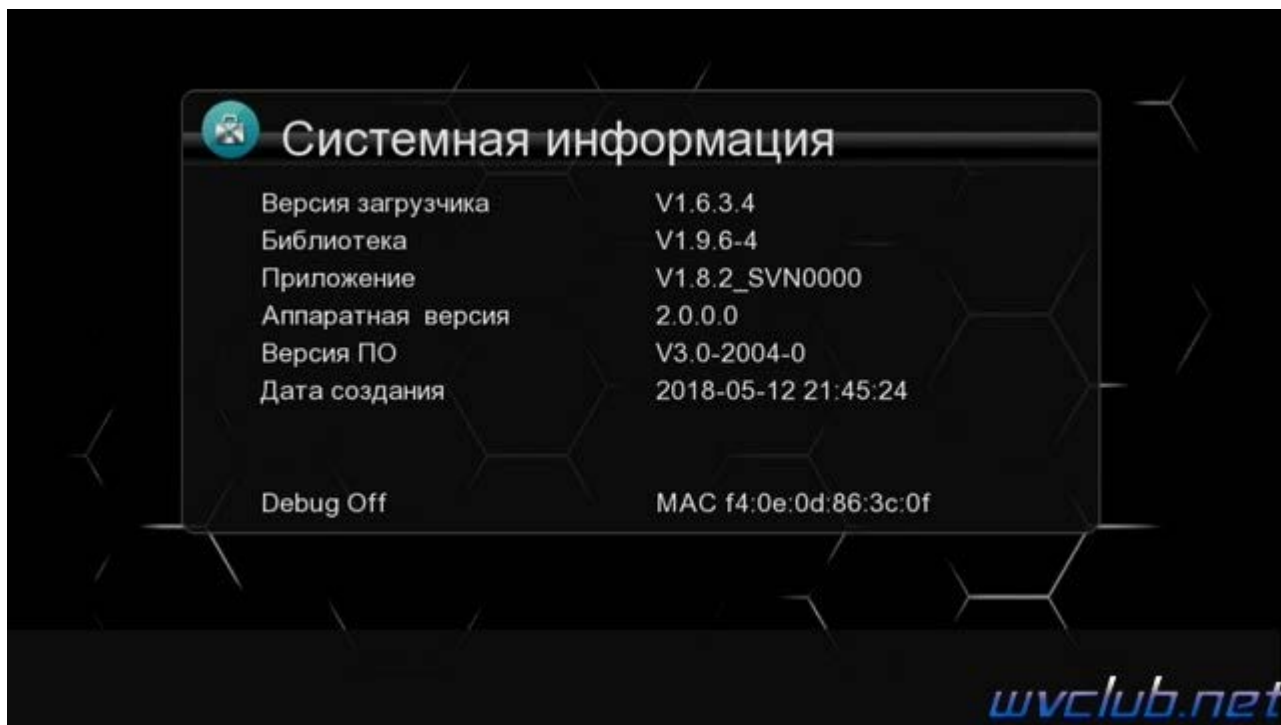 Системная информация
Версия загрузчика V1.6.3.4
Библиотека V1.9.6-4
Приложение V1.8.2_SVN0000
Аппаратная версия 2.0.0.0
Версия ПО V3.0-2004-0
Дата создания 2018-05-12 21:45:24
Debug Off MAC f4:0e:0d:86:3c:0f
wvclub.net